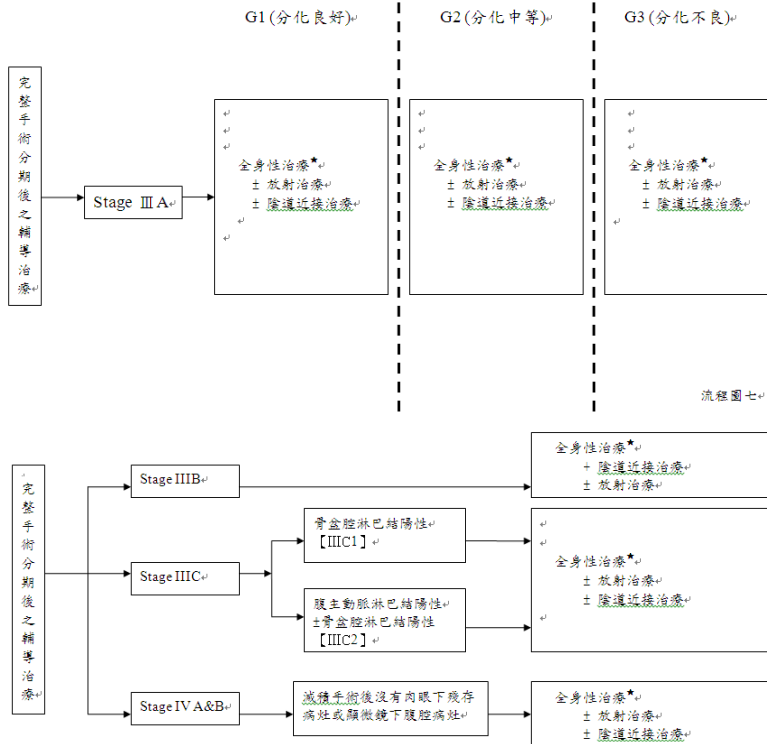 G1 (分化良好)
G2 (分化中等)
G3 (分化不良)
完整手術分期後之輔導治療
Stage ⅢA
全身性治療★
± 放射治療
± 陰道近接治療
全身性治療★
± 放射治療
± 陰道近接治療
全身性治療★
± 放射治療
± 陰道近接治療
流程圖七
完整手術分期後之輔導治療
Stage IIIB
全身性治療★
+ 陰道近接治療
± 放射治療
Stage IIIC
骨盆腔淋巴結陽性
【IIIC1】
腹主動脈淋巴結陽性
±骨盆腔淋巴結陽性
【IIIC2】
全身性治療★
± 放射治療
± 陰道近接治療
Stage IV A&B
減積手術後沒有肉眼下殘存
病灶或顯微鏡下腹腔病灶
全身性治療★
± 放射治療
± 陰道近接治療